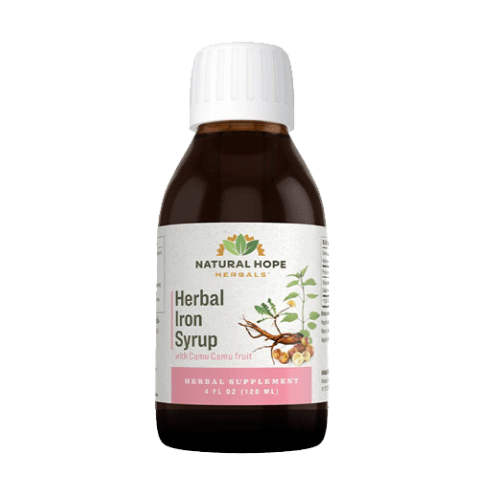 NATURAL HOPE
HERBALS
Herbal
Iron
Syrup
with Camu Camu fruit
HERBAL SUPPLEMENT
4 FL OZ (120 ML)